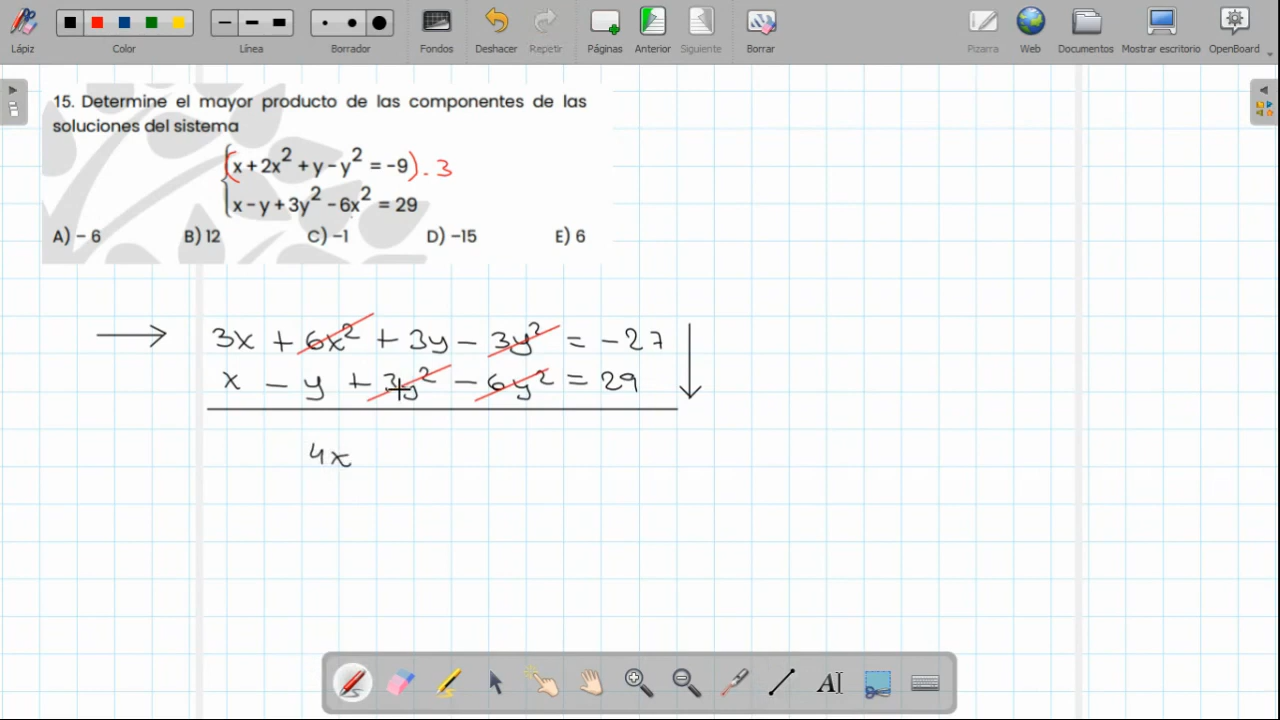 Lápiz Color Línea Borrador Fondos Deshacer Repetir Páginas Anterior Siguiente Borrar Pizarra Web Documentos Mostrar escritorio OpenBoard
15. Determine el mayor producto de las componentes de las
soluciones del sistema
(x + 2x² + y – y² = -9) . 3
x – y + 3y² – 6x² = 29
A) – 6 B) 12 C) –1 D) –15 E) 6
3x + 6x² + 3y – 3y² = –27
x – y + 3y² – 6y² = 29
4x
AI